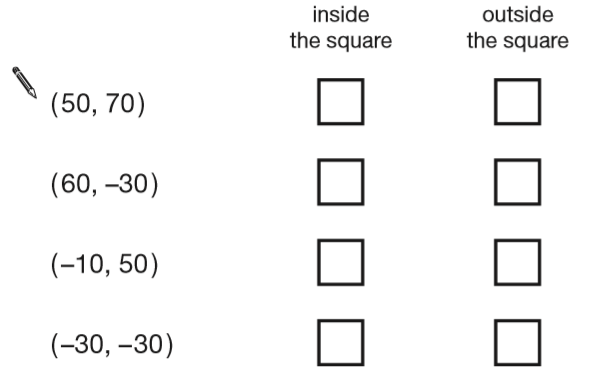 inside outside
the square the square
(50, 70)
(60, –30)
(–10, 50)
(–30, –30)